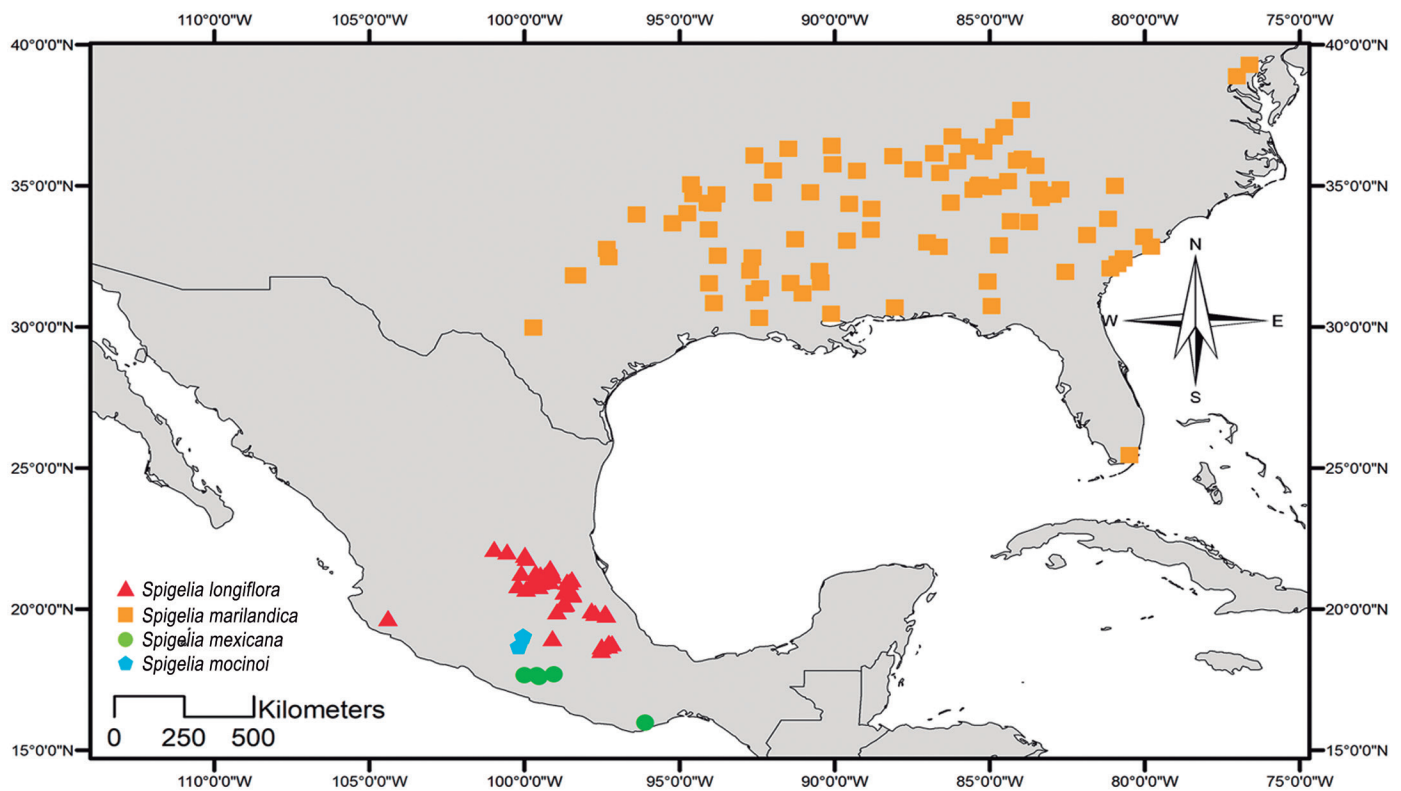 110°0'0"W 105°0'0"W 100°0'0"W 95°0'0"W 90°0'0"W 85°0'0"W 80°0'0"W 75°0'0"W
40°0'0"N 40°0'0"N
35°0'0"N 35°0'0"N
N
W E
30°0'0"N 30°0'0"N
S
25°0'0"N 25°0'0"N
Spigelia longiflora
20°0'0"N 20°0'0"N
Spigelia marilandica
Spigelia mexicana
Spigelia mocinoi
Kilometers
0 250 500
15°0'0"N 15°0'0"N
110°0'0"W 105°0'0"W 100°0'0"W 95°0'0"W 90°0'0"W 85°0'0"W 80°0'0"W 75°0'0"W